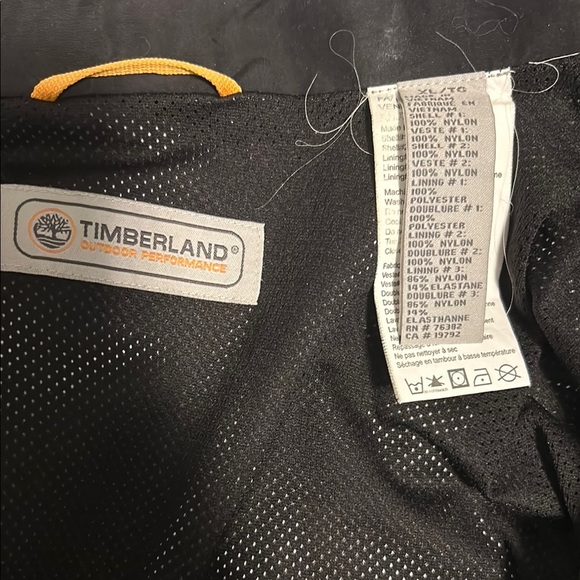 TIMBERLAND®
OUTDOOR PERFORMANCE
XL/TG
VIETNAM
FABRIQUE EN
VIETNAM
SHELL # 1:
100% NYLON
VESTE # 1:
100% NYLON
SHELL # 2:
100% NYLON
VESTE # 2:
100% NYLON
LINING # 1:
100%
POLYESTER
DOUBLURE # 1:
100%
POLYESTER
LINING # 2:
100% NYLON
DOUBLURE # 2:
100% NYLON
LINING # 3:
86% NYLON
14% ELASTANE
DOUBLURE # 3:
86% NYLON
14%
ELASTHANNE
RN # 76382
CA # 19792
Ne pas nettoyer à sec
Séchage en tambour à basse température